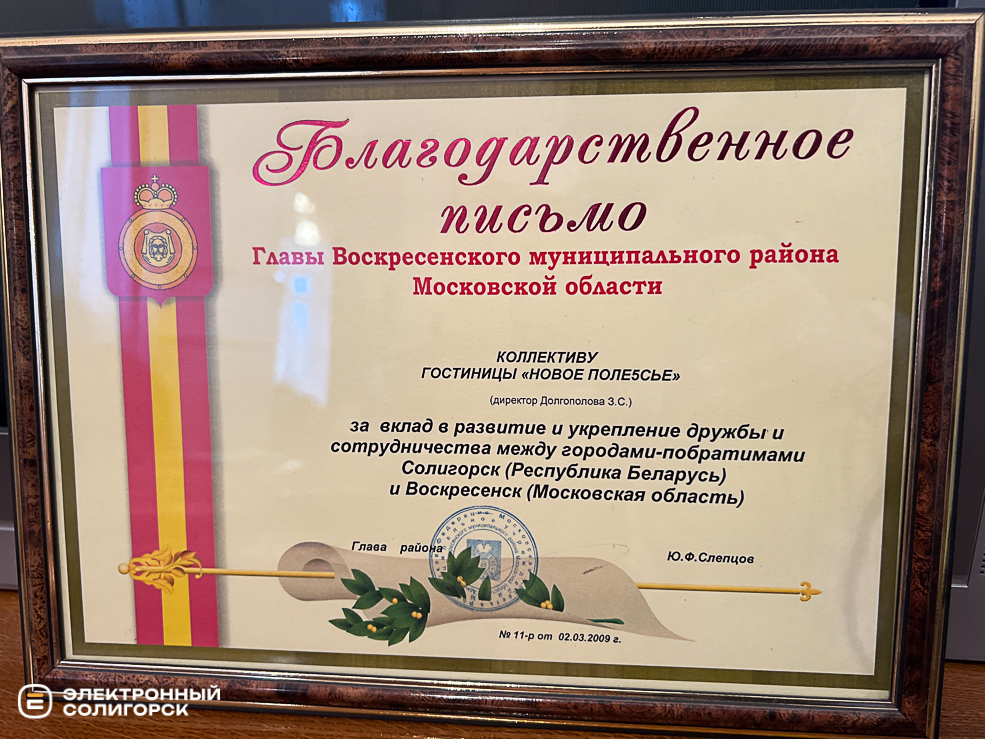 Благодарственное
письмо
Главы Воскресенского муниципального района
Московской области
КОЛЛЕКТИВУ
ГОСТИНИЦЫ «НОВОЕ ПОЛЕ5СЬЕ»
(директор Долгополова З.С.)
за вклад в развитие и укрепление дружбы и
сотрудничества между городами-побратимами
Солигорск (Республика Беларусь)
и Воскресенск (Московская область)
Глава района
Ю.Ф.Слепцов
№ 11-р от 02.03.2009 г.
ЭЛЕКТРОННЫЙ
СОЛИГОРСК